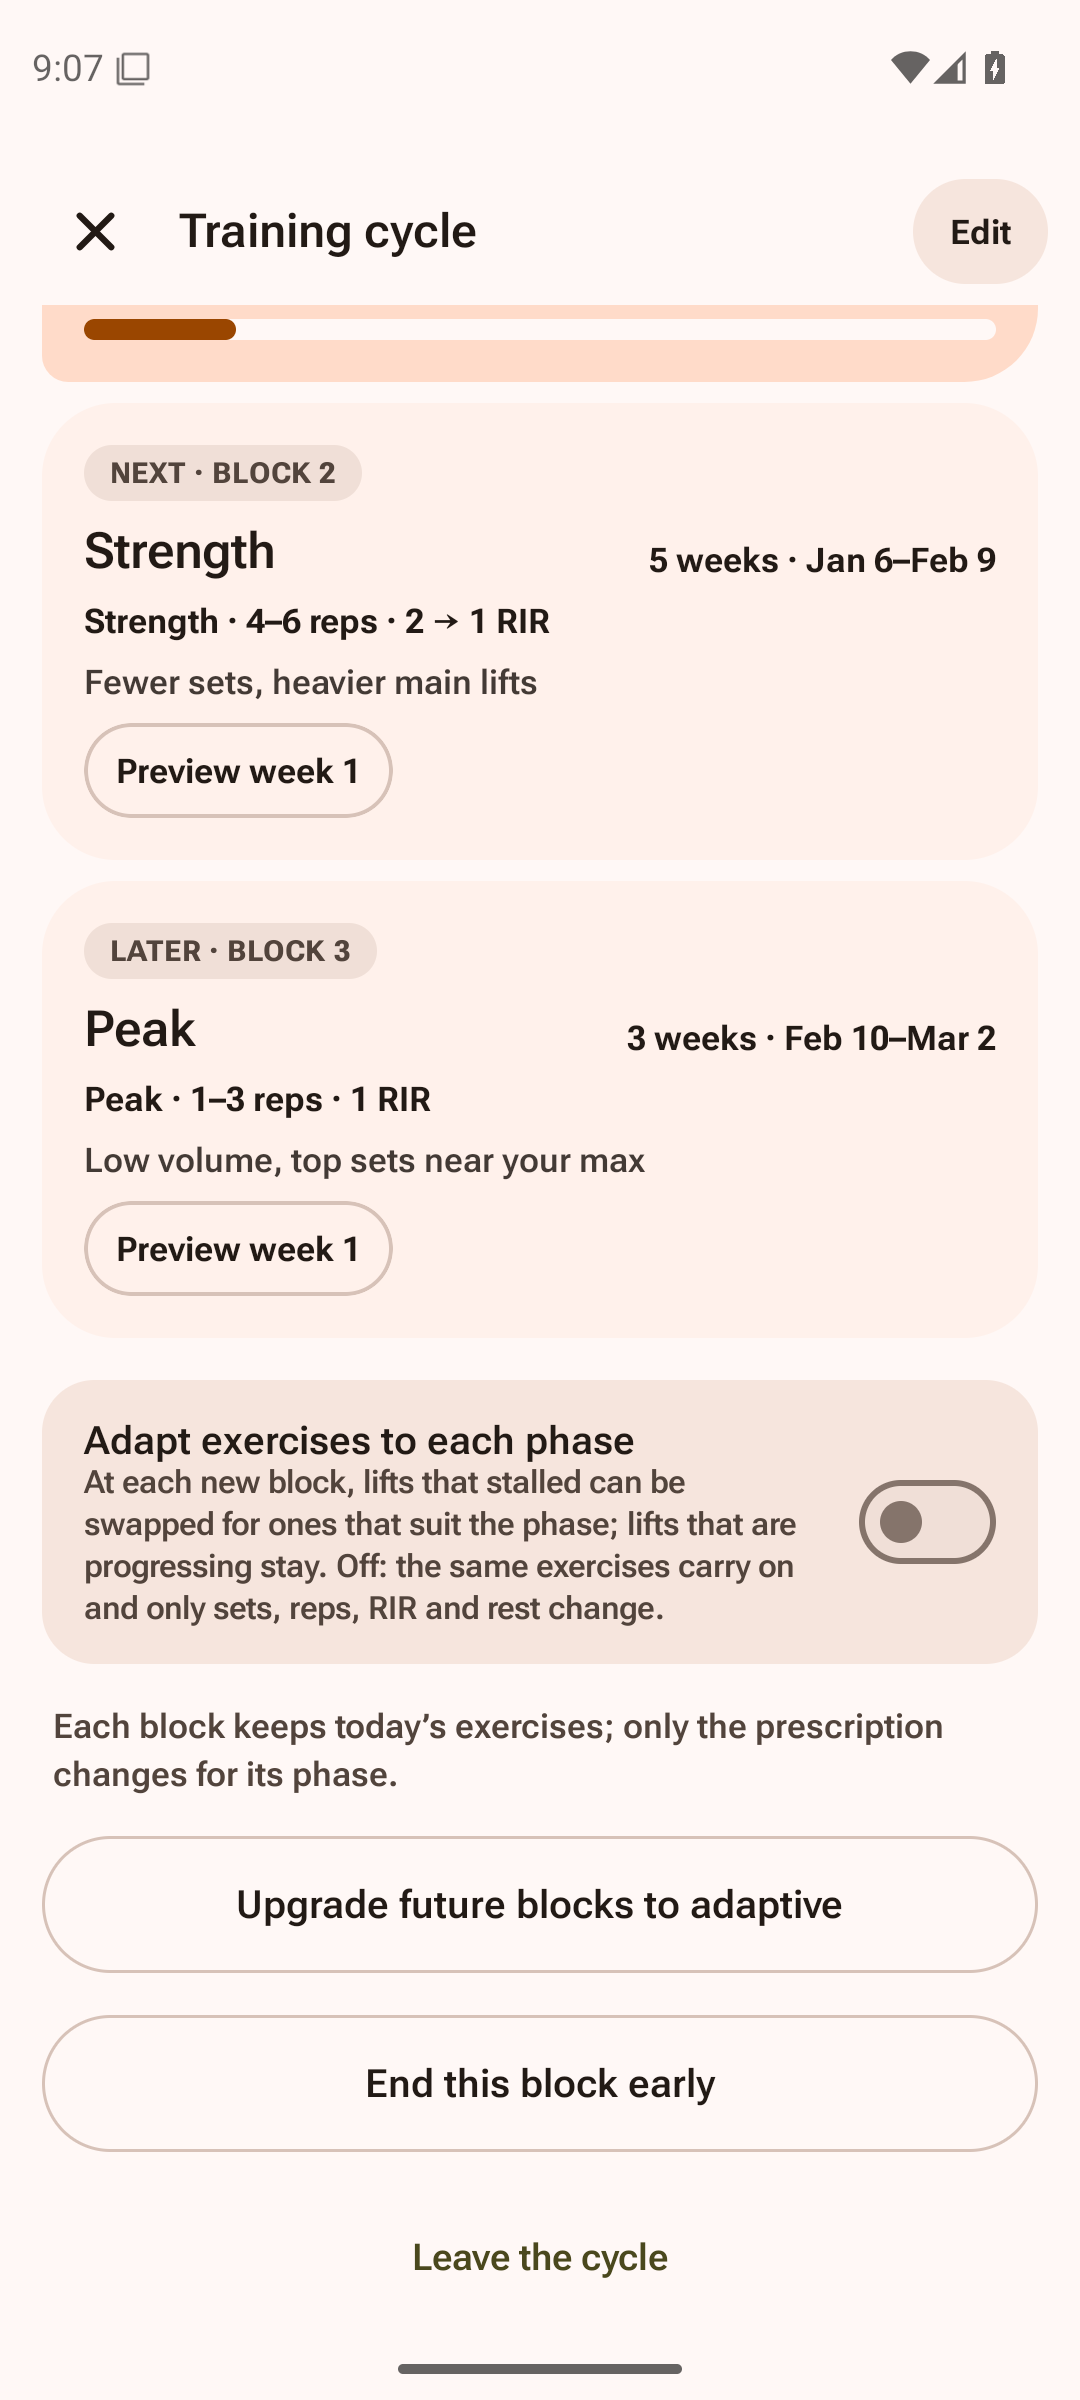 9:07
Training cycle
Edit
NEXT · BLOCK 2
Strength
5 weeks · Jan 6–Feb 9
Strength · 4–6 reps · 2 → 1 RIR
Fewer sets, heavier main lifts
Preview week 1
LATER · BLOCK 3
Peak
3 weeks · Feb 10–Mar 2
Peak · 1–3 reps · 1 RIR
Low volume, top sets near your max
Preview week 1
Adapt exercises to each phase
At each new block, lifts that stalled can be
swapped for ones that suit the phase; lifts that are
progressing stay. Off: the same exercises carry on
and only sets, reps, RIR and rest change.
Each block keeps today’s exercises; only the prescription
changes for its phase.
Upgrade future blocks to adaptive
End this block early
Leave the cycle